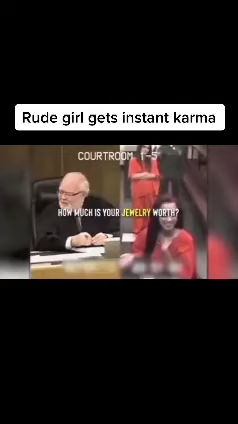 Rude girl gets instant karma
COURTROOM 1-5
HOW MUCH IS YOUR JEWELRY WORTH?